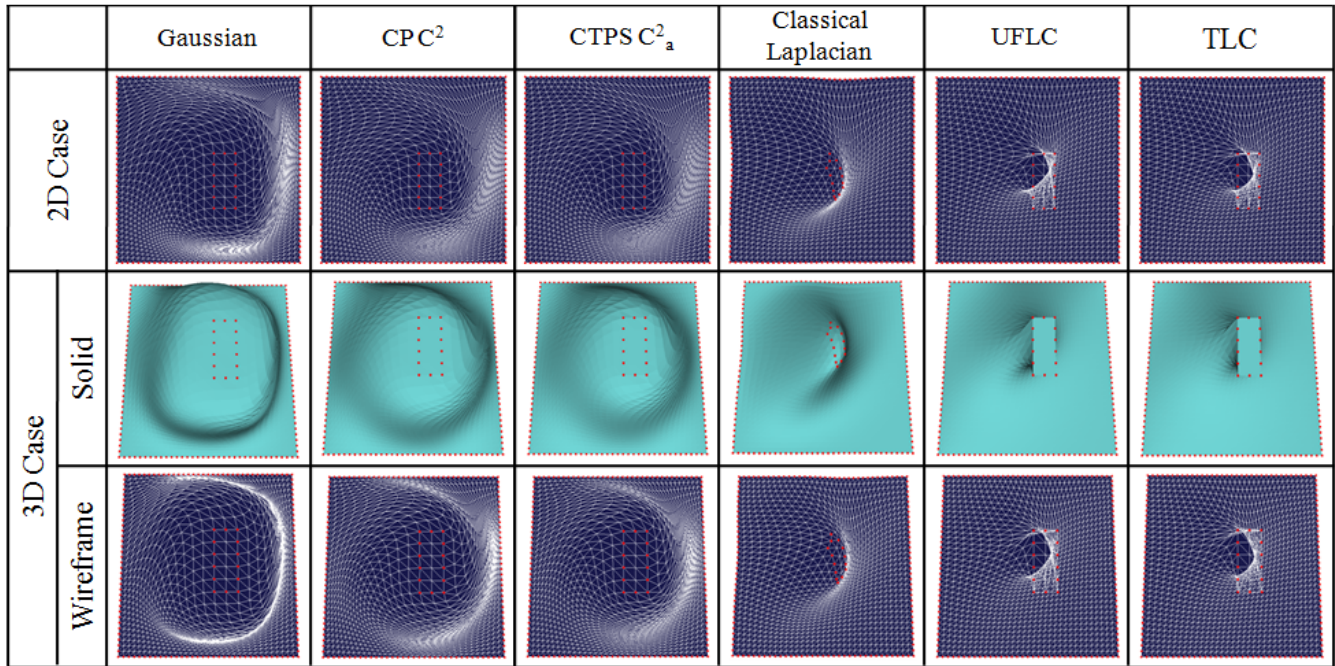 Gaussian
CP C²
CTPS C²ₐ
Classical
Laplacian
UFLC
TLC
2D Case
3D Case
Solid
Wireframe